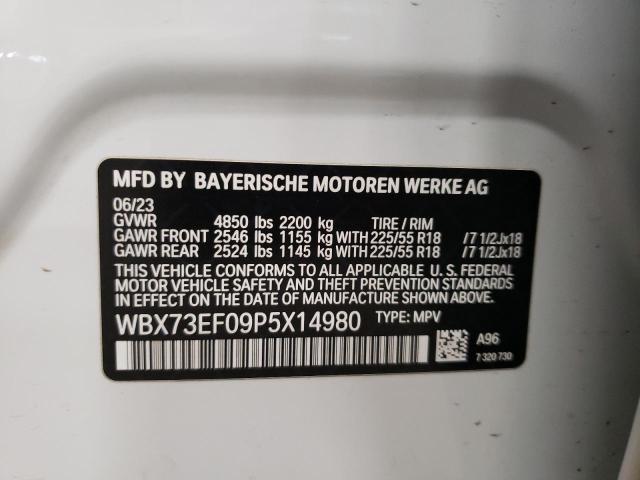 MFD BY BAYERISCHE MOTOREN WERKE AG
06/23
GVWR 4850 lbs 2200 kg TIRE / RIM
GAWR FRONT 2546 lbs 1155 kg WITH 225/55 R18 /7 1/2Jx18
GAWR REAR 2524 lbs 1145 kg WITH 225/55 R18 /7 1/2Jx18
THIS VEHICLE CONFORMS TO ALL APPLICABLE U. S. FEDERAL
MOTOR VEHICLE SAFETY AND THEFT PREVENTION
STANDARDS IN EFFECT ON THE DATE OF MANUFACTURE
SHOWN ABOVE.
WBX73EF09P5X14980 TYPE: MPV
A96
7 320 730